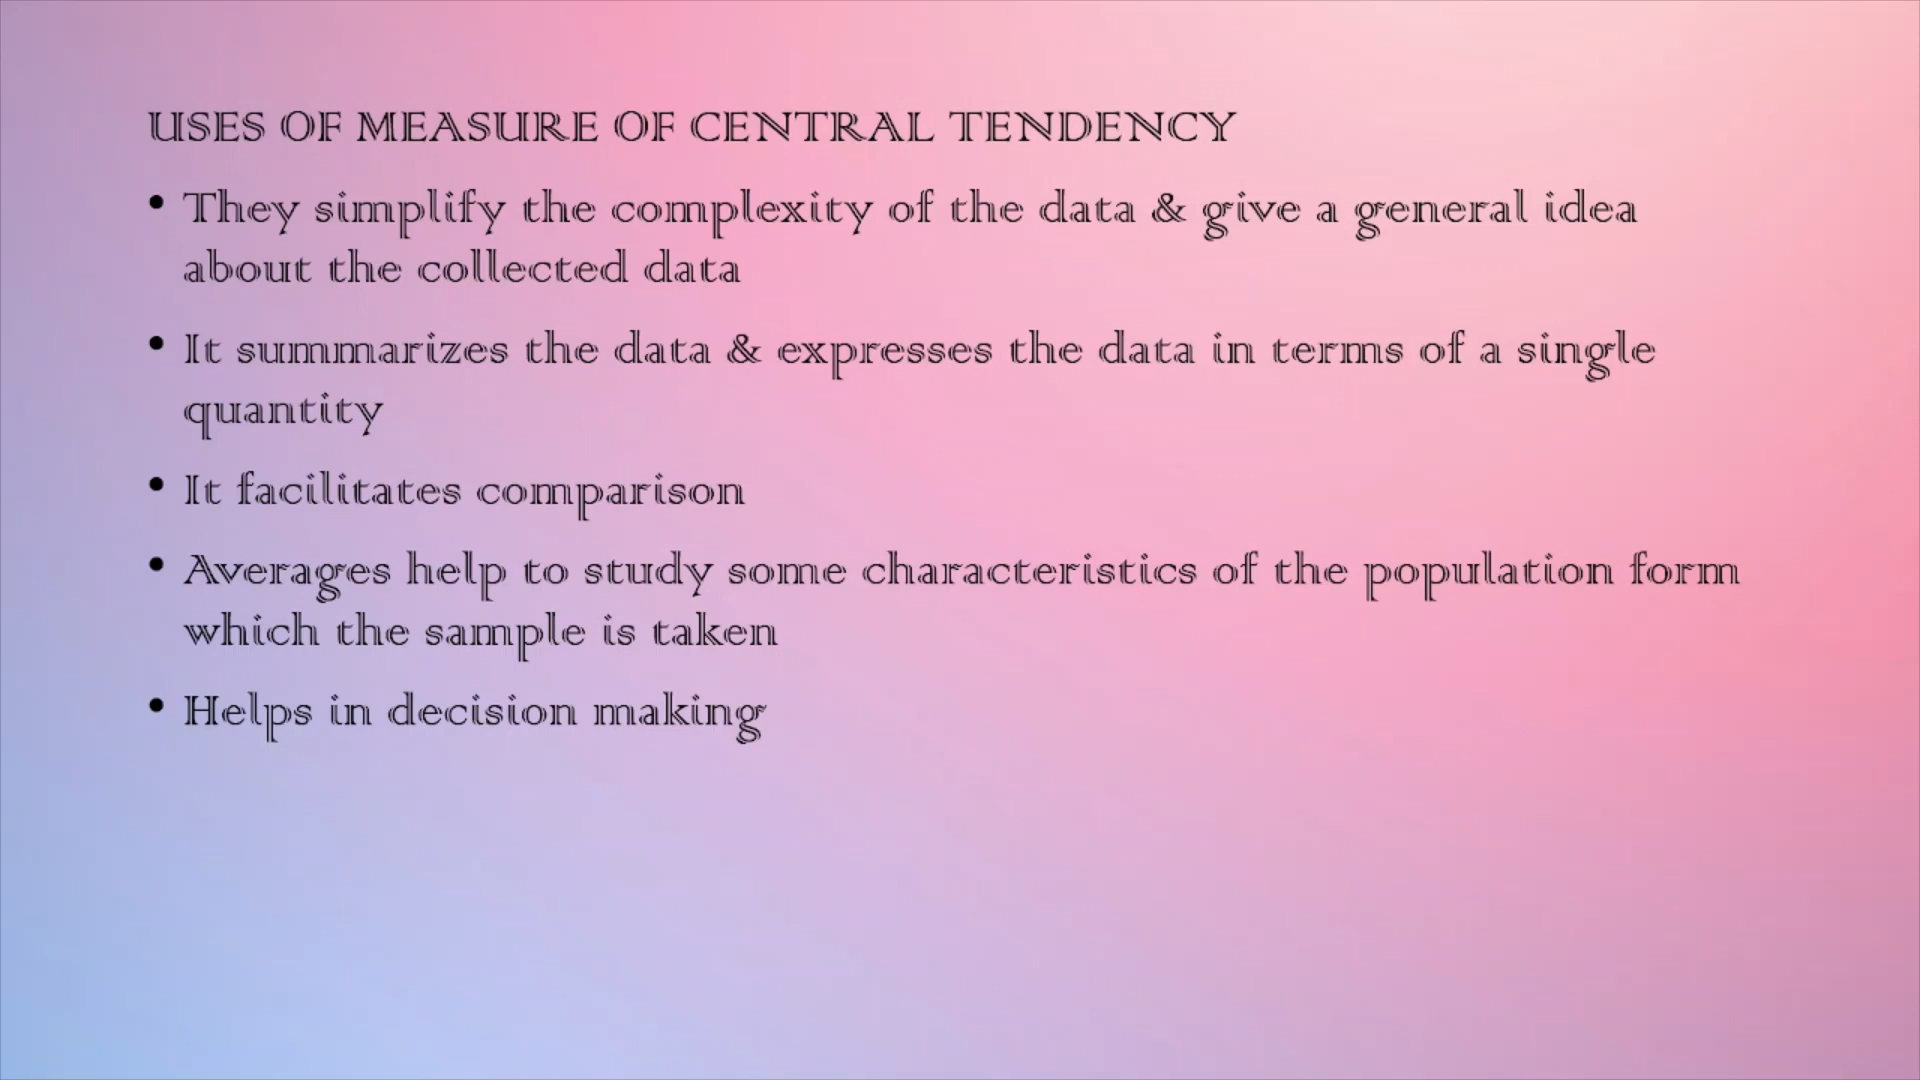 USES OF MEASURE OF CENTRAL TENDENCY
• They simplify the complexity of the data & give a general idea
about the collected data
• It summarizes the data & expresses the data in terms of a single
quantity
• It facilitates comparison
• Averages help to study some characteristics of the population form
which the sample is taken
• Helps in decision making